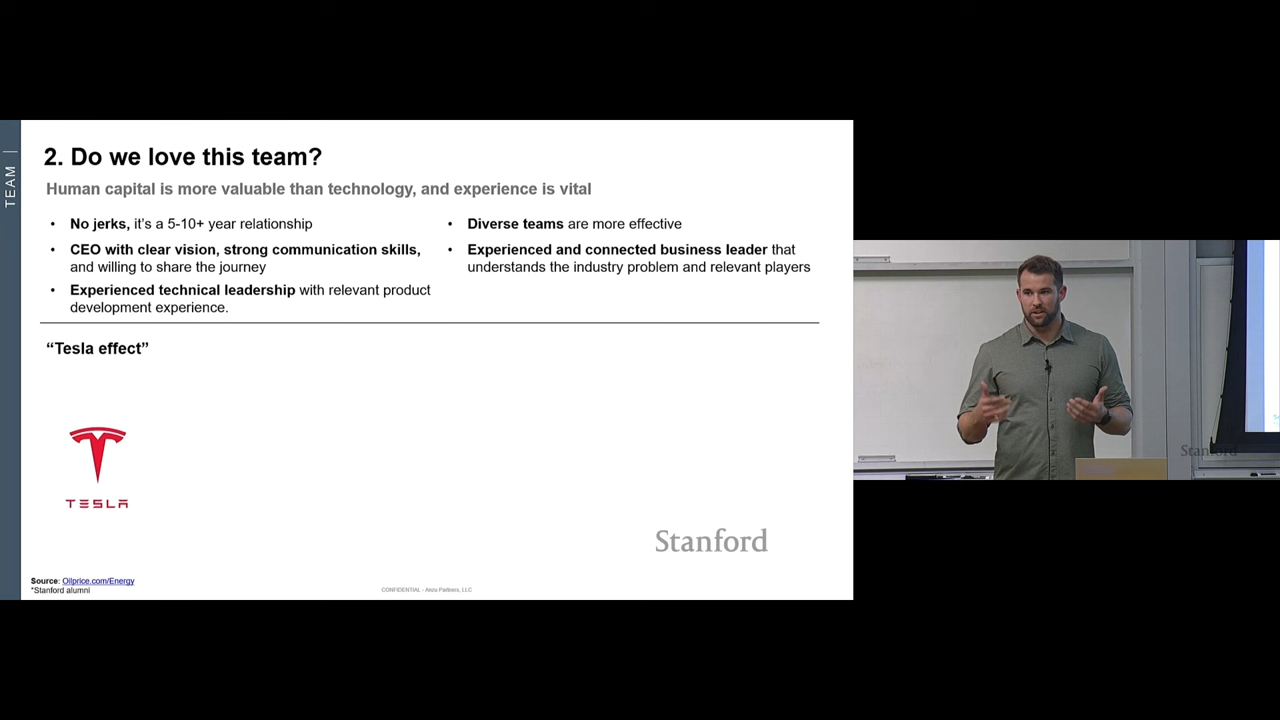 TEAM |
2. Do we love this team?
Human capital is more valuable than technology, and experience is vital
• No jerks, it’s a 5-10+ year relationship
• CEO with clear vision, strong communication skills,
and willing to share the journey
• Experienced technical leadership with relevant product
development experience.
• Diverse teams are more effective
• Experienced and connected business leader that
understands the industry problem and relevant players
“Tesla effect”
TESLA
Stanford
Source: Oilprice.com/Energy
*Stanford alumni
CONFIDENTIAL - Anzu Partners, LLC
Stanford